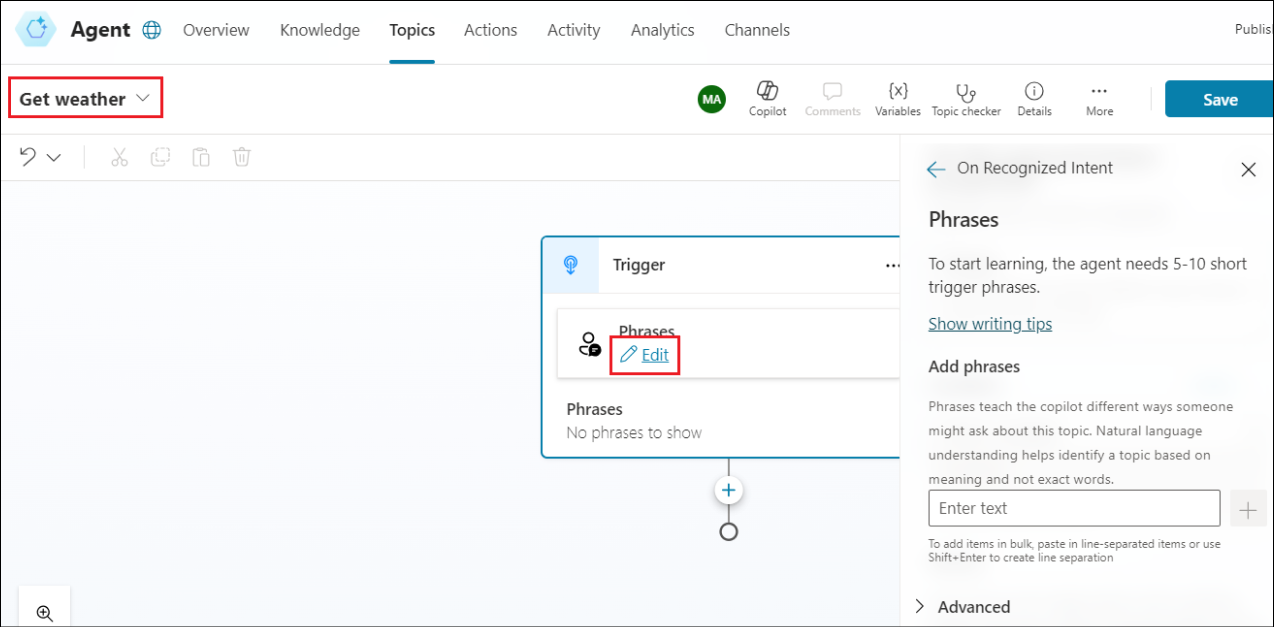 Agent
Overview
Knowledge
Topics
Actions
Activity
Analytics
Channels
Publis
Get weather
MA
Copilot
Comments
{x}
Variables
Topic checker
Details
More
Save
On Recognized Intent
Phrases
To start learning, the agent needs 5-10 short
trigger phrases.
Show writing tips
Add phrases
Phrases teach the copilot different ways someone
might ask about this topic. Natural language
understanding helps identify a topic based on
meaning and not exact words.
Enter text
To add items in bulk, paste in line-separated items or use
Shift+Enter to create line separation
Advanced
Trigger
Phrases
Edit
Phrases
No phrases to show